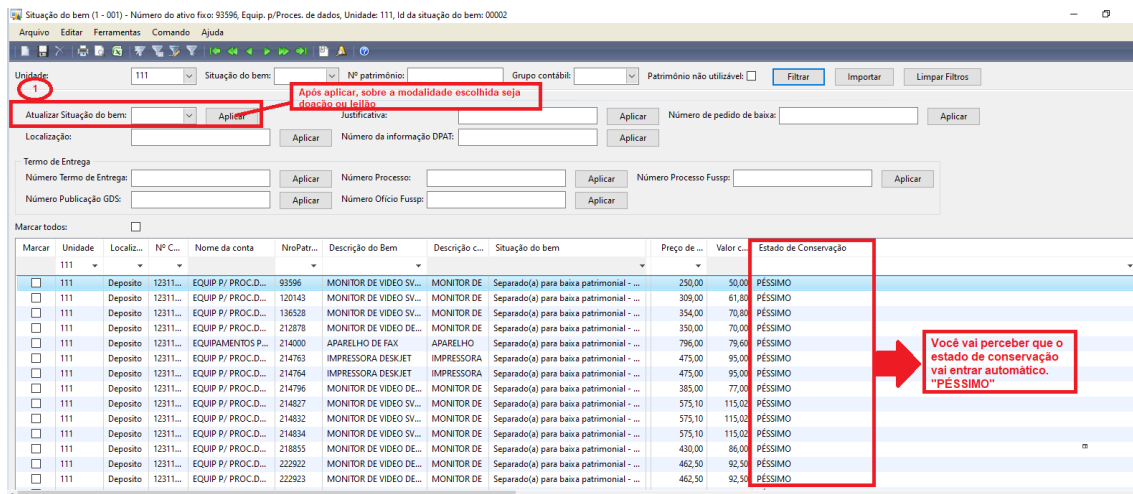 Situação do bem (1 - 001) - Número do ativo fixo: 93596, Equip. p/Proces. de dados, Unidade: 111, Id da situação do bem: 00002
Arquivo Editar Ferramentas Comando Ajuda
Unidade: 111 Situação do bem: Nº patrimônio: Grupo contábil: Patrimônio não utilizável: Filtrar Importar Limpar Filtros
1
Após aplicar, sobre a modalidade escolhida seja
doação ou leilão
Atualizar Situação do bem: Aplicar Justificativa: Aplicar Número de pedido de baixa: Aplicar
Localização: Aplicar Número da informação DPAT: Aplicar
Termo de Entrega
Número Termo de Entrega: Aplicar Número Processo: Aplicar Número Processo Fussp: Aplicar
Número Publicação GDS: Aplicar Número Ofício Fussp: Aplicar
Marcar todos:
Marcar Unidade Localiz... Nº C... Nome da conta NroPatr... Descrição do Bem Descrição c... Situação do bem Preço de ... Valor c... Estado de Conservação
111
111 Deposito 12311... EQUIP P/ PROC.D... 93596 MONITOR DE VIDEO SV... MONITOR DE Separado(a) para baixa patrimonial - ... 250,00 50,00 PÉSSIMO
111 Deposito 12311... EQUIP P/ PROC.D... 120143 MONITOR DE VIDEO SV... MONITOR DE Separado(a) para baixa patrimonial - ... 309,00 61,80 PÉSSIMO
111 Deposito 12311... EQUIP P/ PROC.D... 136528 MONITOR DE VIDEO SV... MONITOR DE Separado(a) para baixa patrimonial - ... 354,00 70,80 PÉSSIMO
111 Deposito 12311... EQUIP P/ PROC.D... 212878 MONITOR DE VIDEO DE... MONITOR DE Separado(a) para baixa patrimonial - ... 350,00 70,00 PÉSSIMO
111 Deposito 12311... EQUIPAMENTOS P... 214000 APARELHO DE FAX APARELHO Separado(a) para baixa patrimonial - ... 796,00 79,60 PÉSSIMO
111 Deposito 12311... EQUIP P/ PROC.D... 214763 IMPRESSORA DESKJET IMPRESSORA Separado(a) para baixa patrimonial - ... 475,00 95,00 PÉSSIMO
111 Deposito 12311... EQUIP P/ PROC.D... 214764 IMPRESSORA DESKJET IMPRESSORA Separado(a) para baixa patrimonial - ... 475,00 95,00 PÉSSIMO
111 Deposito 12311... EQUIP P/ PROC.D... 214796 MONITOR DE VIDEO DE... MONITOR DE Separado(a) para baixa patrimonial - ... 385,00 77,00 PÉSSIMO
111 Deposito 12311... EQUIP P/ PROC.D... 214827 MONITOR DE VIDEO SV... MONITOR DE Separado(a) para baixa patrimonial - ... 575,10 115,02 PÉSSIMO
111 Deposito 12311... EQUIP P/ PROC.D... 214832 MONITOR DE VIDEO SV... MONITOR DE Separado(a) para baixa patrimonial - ... 575,10 115,02 PÉSSIMO
111 Deposito 12311... EQUIP P/ PROC.D... 214834 MONITOR DE VIDEO SV... MONITOR DE Separado(a) para baixa patrimonial - ... 575,10 115,02 PÉSSIMO
111 Deposito 12311... EQUIP P/ PROC.D... 218855 MONITOR DE VIDEO DE... MONITOR DE Separado(a) para baixa patrimonial - ... 430,00 86,00 PÉSSIMO
111 Deposito 12311... EQUIP P/ PROC.D... 222922 MONITOR DE VIDEO DE... MONITOR DE Separado(a) para baixa patrimonial - ... 462,50 92,50 PÉSSIMO
111 Deposito 12311... EQUIP P/ PROC.D... 222923 MONITOR DE VIDEO DE... MONITOR DE Separado(a) para baixa patrimonial - ... 462,50 92,50 PÉSSIMO
Você vai perceber que o
estado de conservação
vai entrar automático.
"PÉSSIMO"